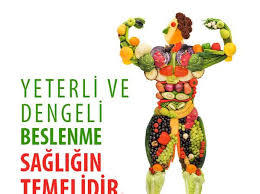 YETERLİ VE
DENGELİ
BESLENME
SAĞLIĞIN
TEMELİDİR